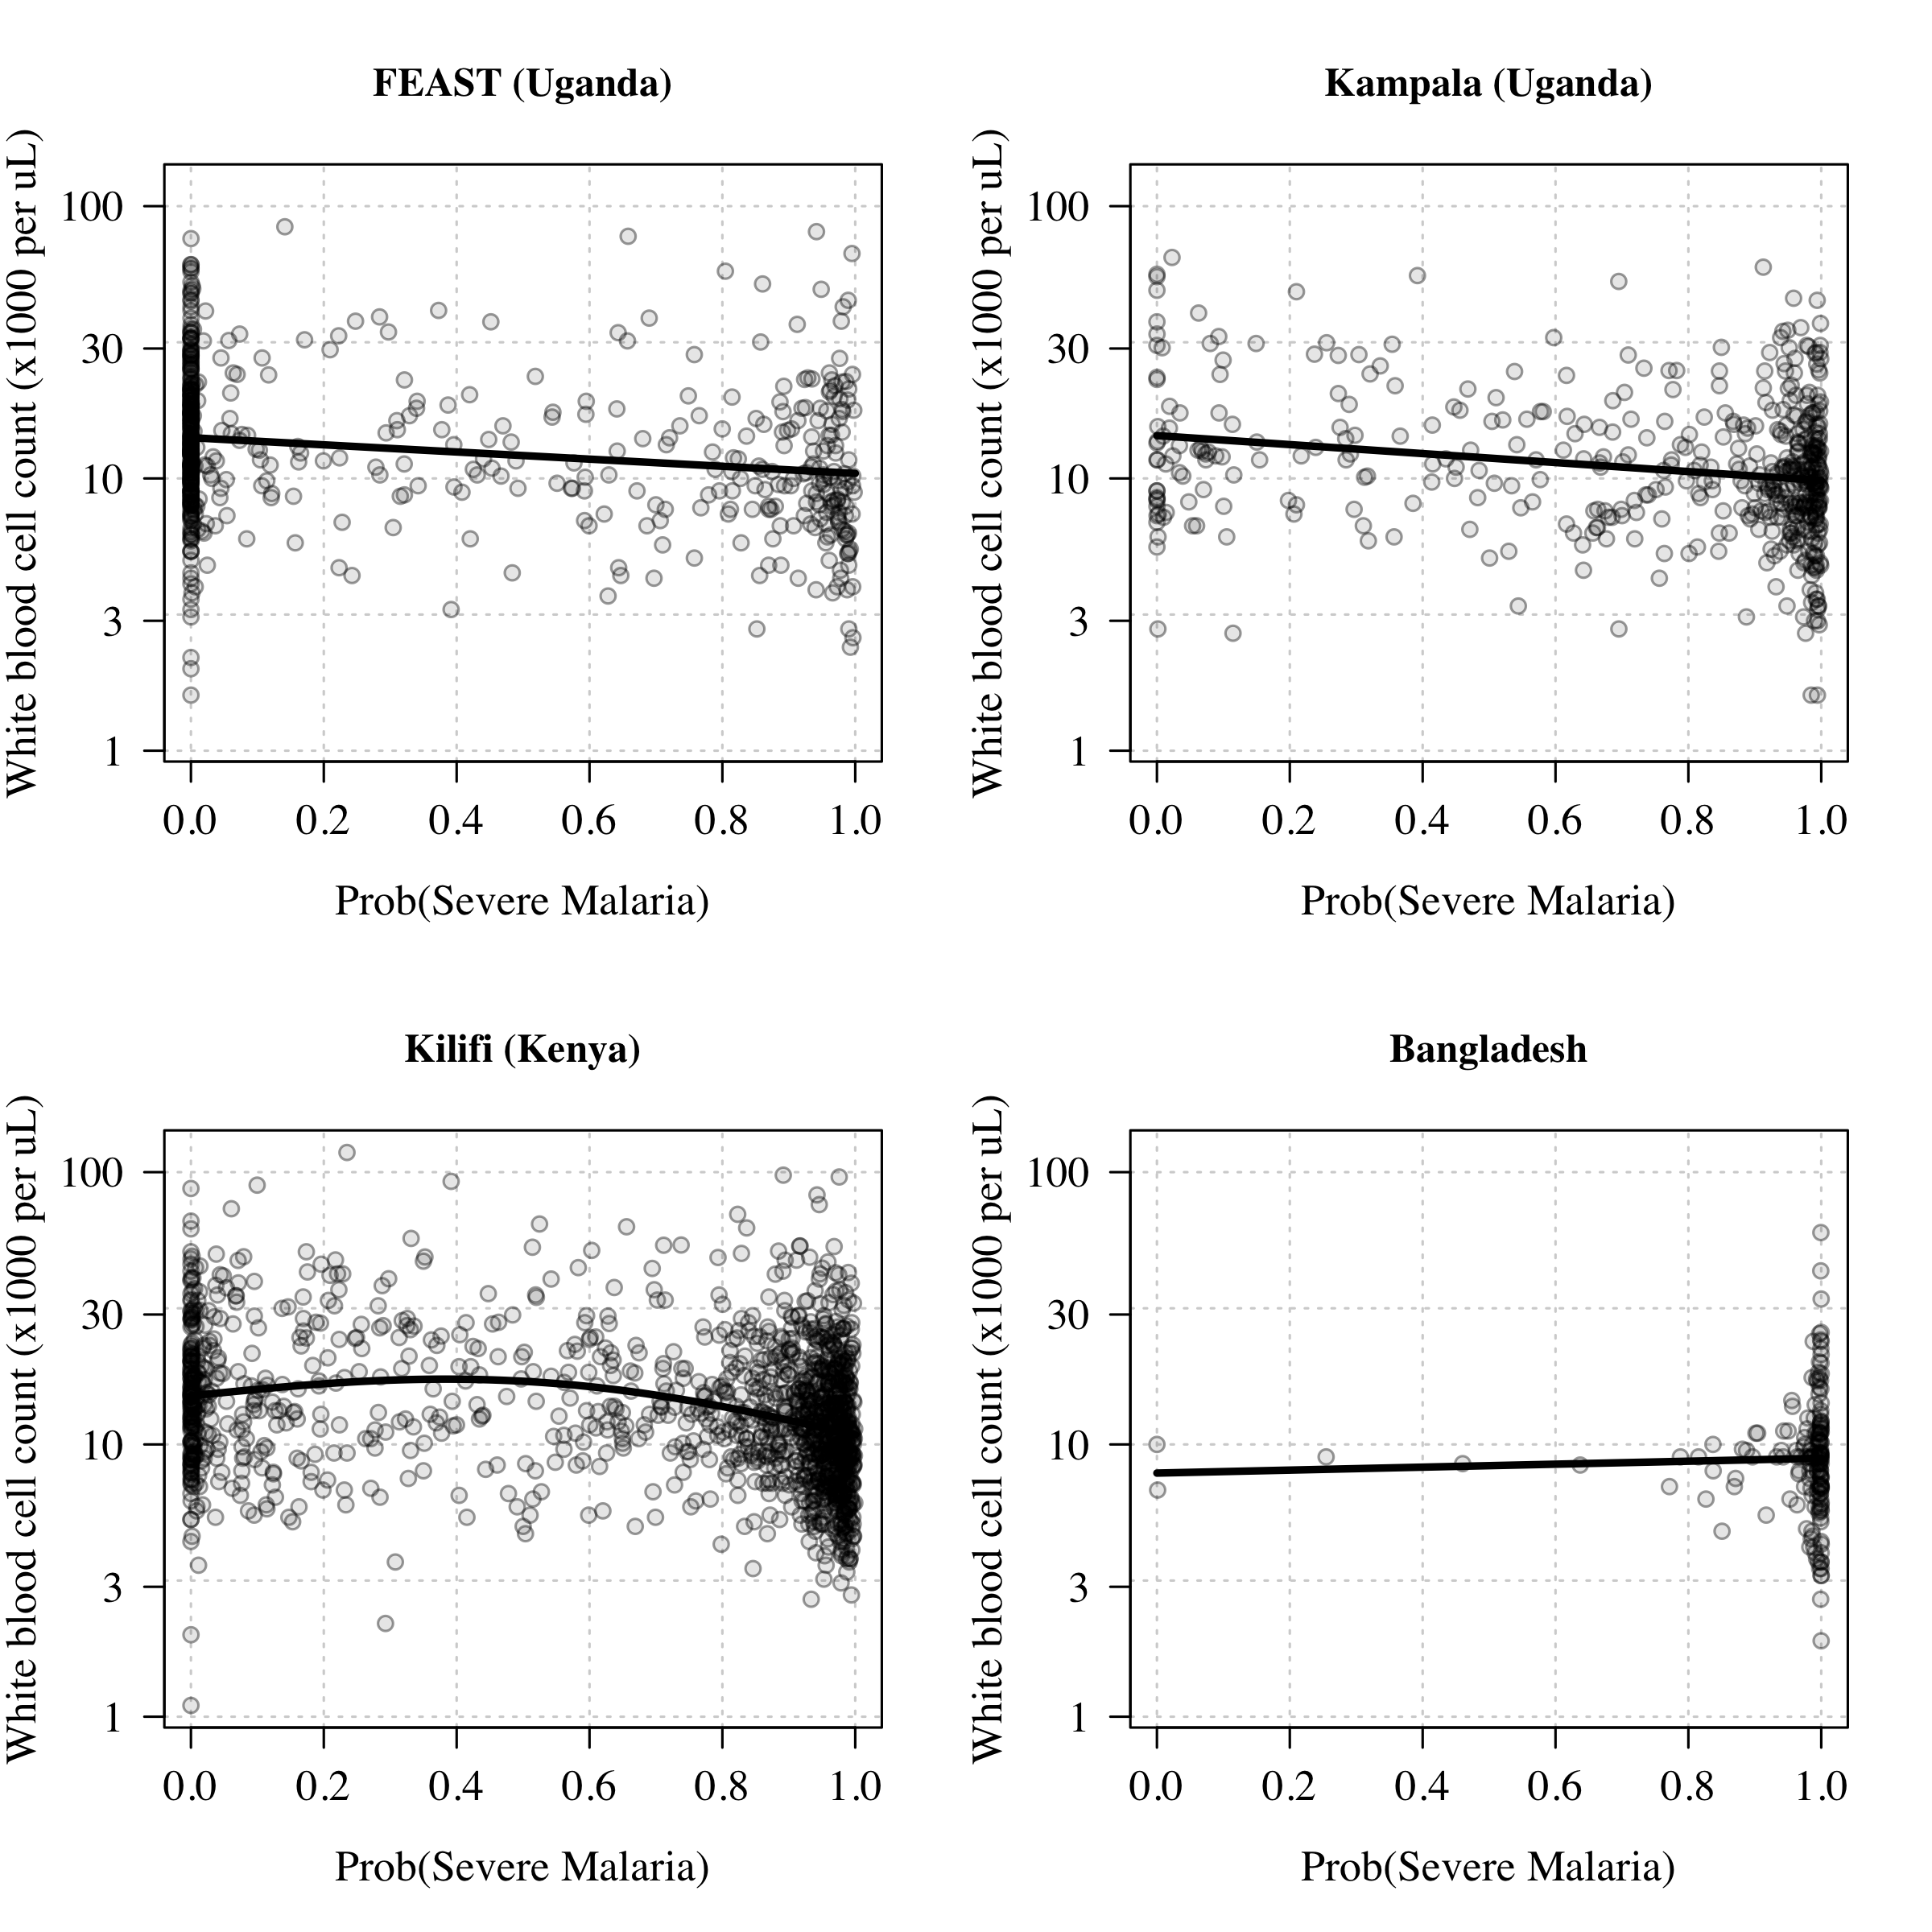 FEAST (Uganda)
White blood cell count (x1000 per uL)
100
30
10
3
1
0.0 0.2 0.4 0.6 0.8 1.0
Prob(Severe Malaria)
Kampala (Uganda)
White blood cell count (x1000 per uL)
100
30
10
3
1
0.0 0.2 0.4 0.6 0.8 1.0
Prob(Severe Malaria)
Kilifi (Kenya)
White blood cell count (x1000 per uL)
100
30
10
3
1
0.0 0.2 0.4 0.6 0.8 1.0
Prob(Severe Malaria)
Bangladesh
White blood cell count (x1000 per uL)
100
30
10
3
1
0.0 0.2 0.4 0.6 0.8 1.0
Prob(Severe Malaria)